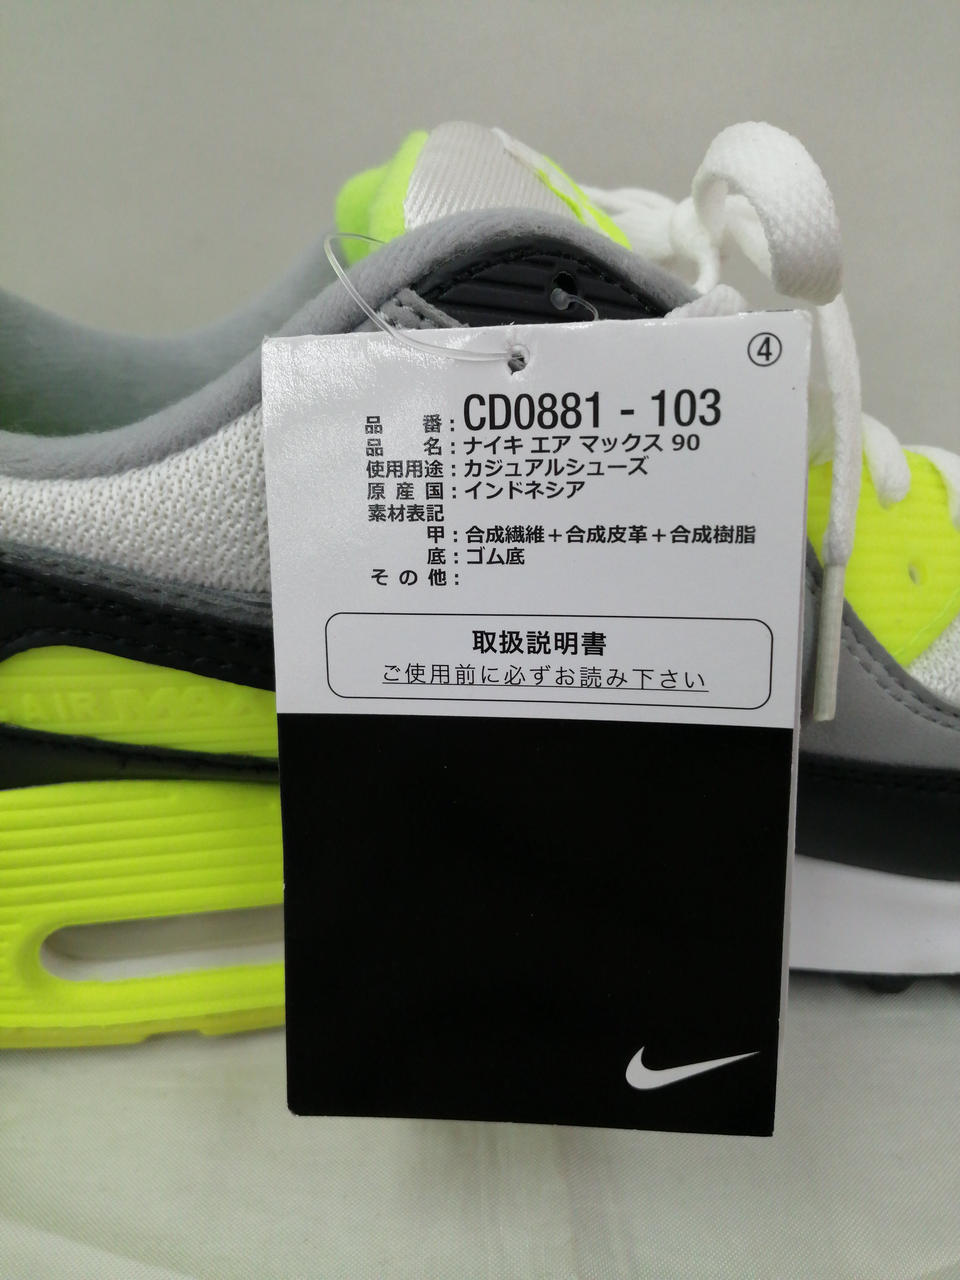 ④
品番：CD0881 - 103
品名：ナイキ エア マックス 90
使用用途：カジュアルシューズ
原産国：インドネシア
素材表記
甲：合成繊維＋合成皮革＋合成樹脂
底：ゴム底
その他：
取扱説明書
ご使用前に必ずお読み下さい
AIR MAX